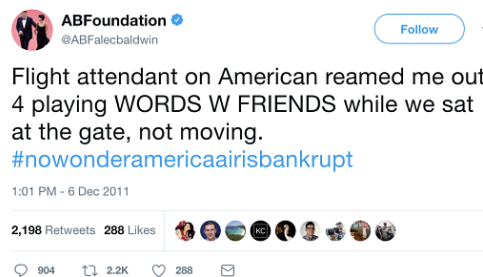 ABFoundation
@ABFalecbaldwin
Follow
Flight attendant on American reamed me out
4 playing WORDS W FRIENDS while we sat
at the gate, not moving.
#nowonderamericaairisbankrupt
1:01 PM - 6 Dec 2011
2,198 Retweets 288 Likes
KC
904 2.2K 288